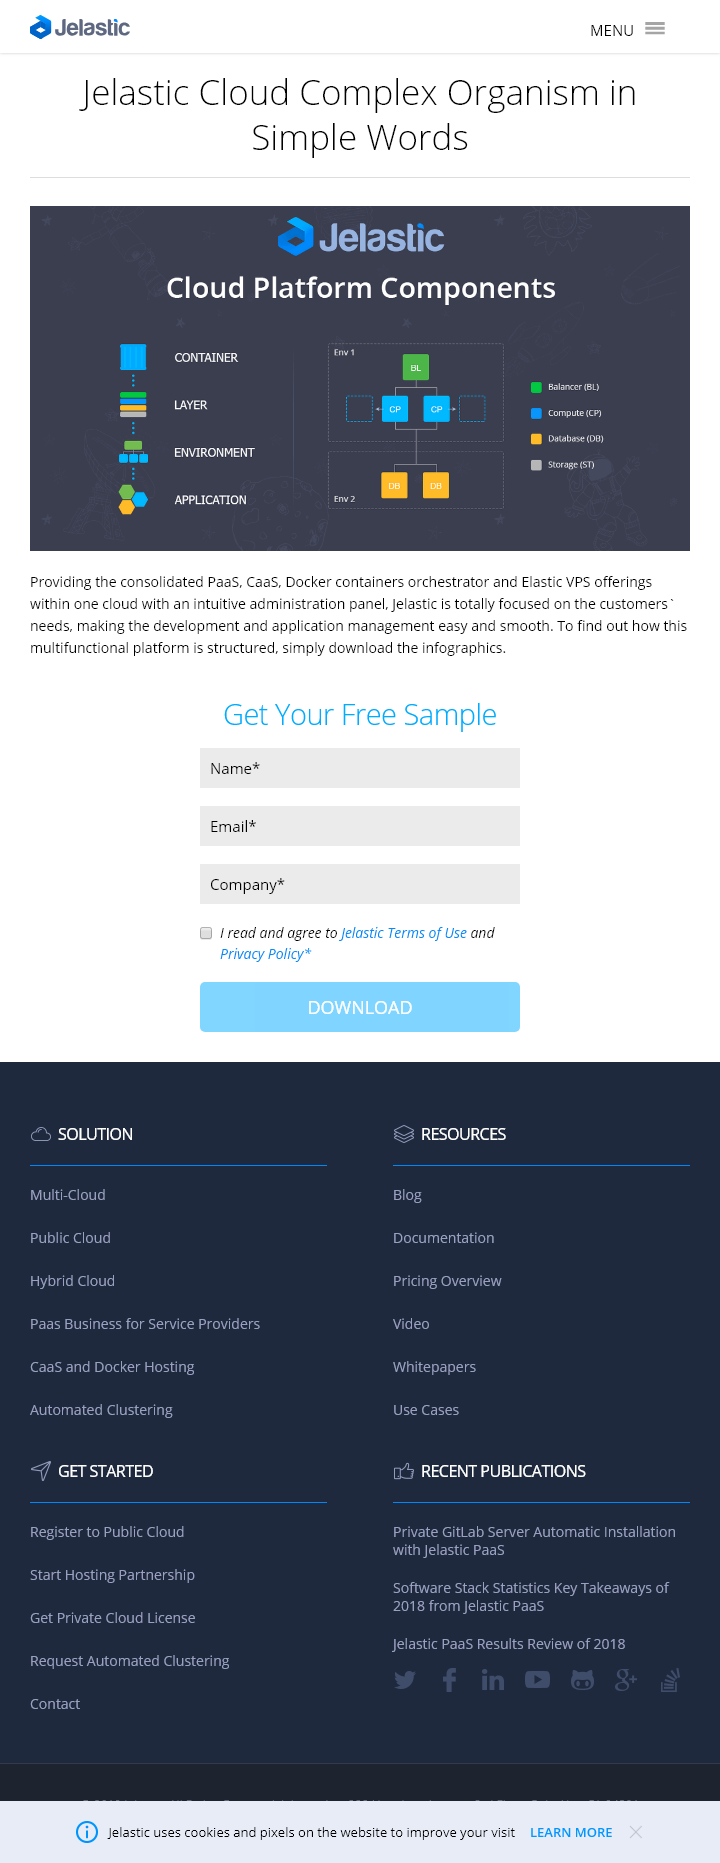 Jelastic
MENU
Jelastic Cloud Complex Organism in
Simple Words
Jelastic
Cloud Platform Components
CONTAINER
LAYER
ENVIRONMENT
APPLICATION
Env 1
BL
CP
CP
DB
DB
Env 2
Balancer (BL)
Compute (CP)
Database (DB)
Storage (ST)
Providing the consolidated PaaS, CaaS, Docker containers orchestrator and Elastic VPS offerings
within one cloud with an intuitive administration panel, Jelastic is totally focused on the customers`
needs, making the development and application management easy and smooth. To find out how this
multifunctional platform is structured, simply download the infographics.
Get Your Free Sample
Name*
Email*
Company*
I read and agree to Jelastic Terms of Use and
Privacy Policy*
DOWNLOAD
SOLUTION
Multi-Cloud
Public Cloud
Hybrid Cloud
Paas Business for Service Providers
CaaS and Docker Hosting
Automated Clustering
RESOURCES
Blog
Documentation
Pricing Overview
Video
Whitepapers
Use Cases
GET STARTED
Register to Public Cloud
Start Hosting Partnership
Get Private Cloud License
Request Automated Clustering
Contact
RECENT PUBLICATIONS
Private GitLab Server Automatic Installation
with Jelastic PaaS
Software Stack Statistics Key Takeaways of
2018 from Jelastic PaaS
Jelastic PaaS Results Review of 2018
Jelastic uses cookies and pixels on the website to improve your visit LEARN MORE